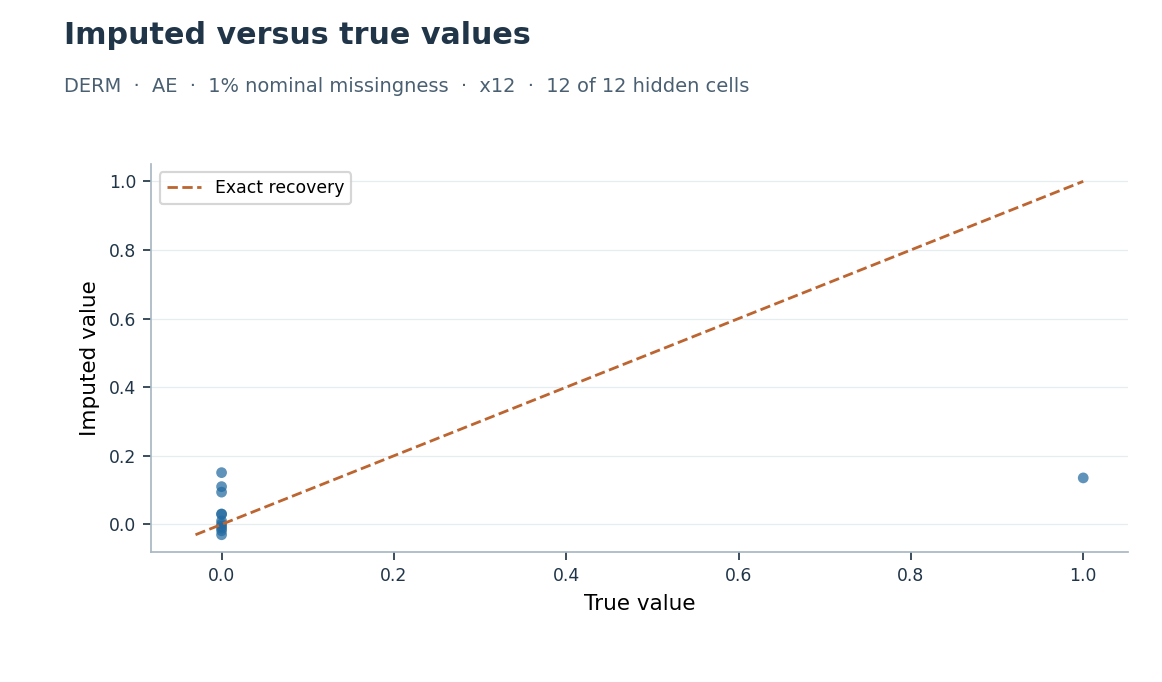 Imputed versus true values
DERM · AE · 1% nominal missingness · x12 · 12 of 12 hidden cells
Exact recovery
1.0
0.8
0.6
0.4
0.2
0.0
Imputed value
0.0 0.2 0.4 0.6 0.8 1.0
True value